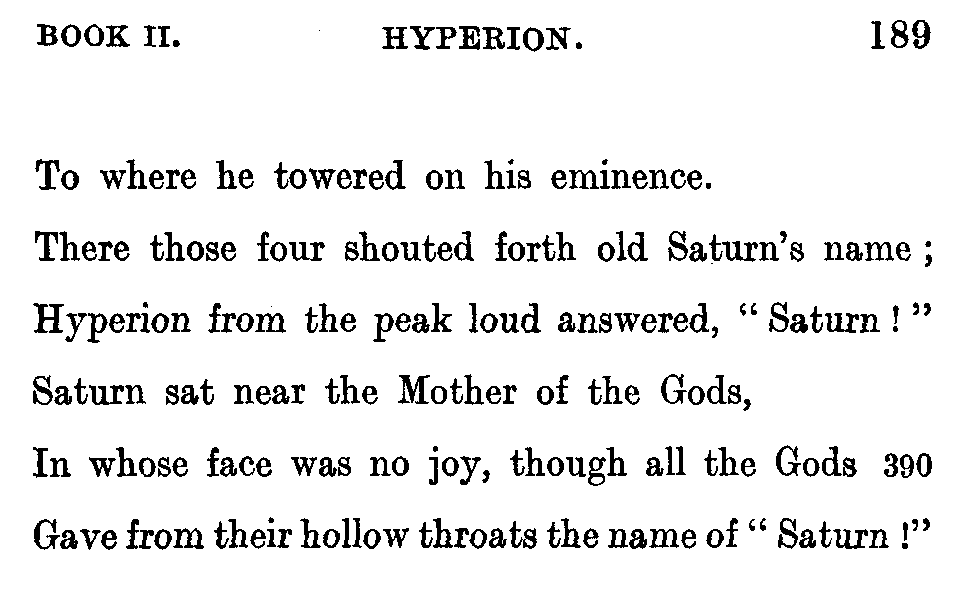 BOOK II. HYPERION. 189
To where he towered on his eminence.
There those four shouted forth old Saturn's name ;
Hyperion from the peak loud answered, “ Saturn ! ”
Saturn sat near the Mother of the Gods,
In whose face was no joy, though all the Gods 390
Gave from their hollow throats the name of “ Saturn !”